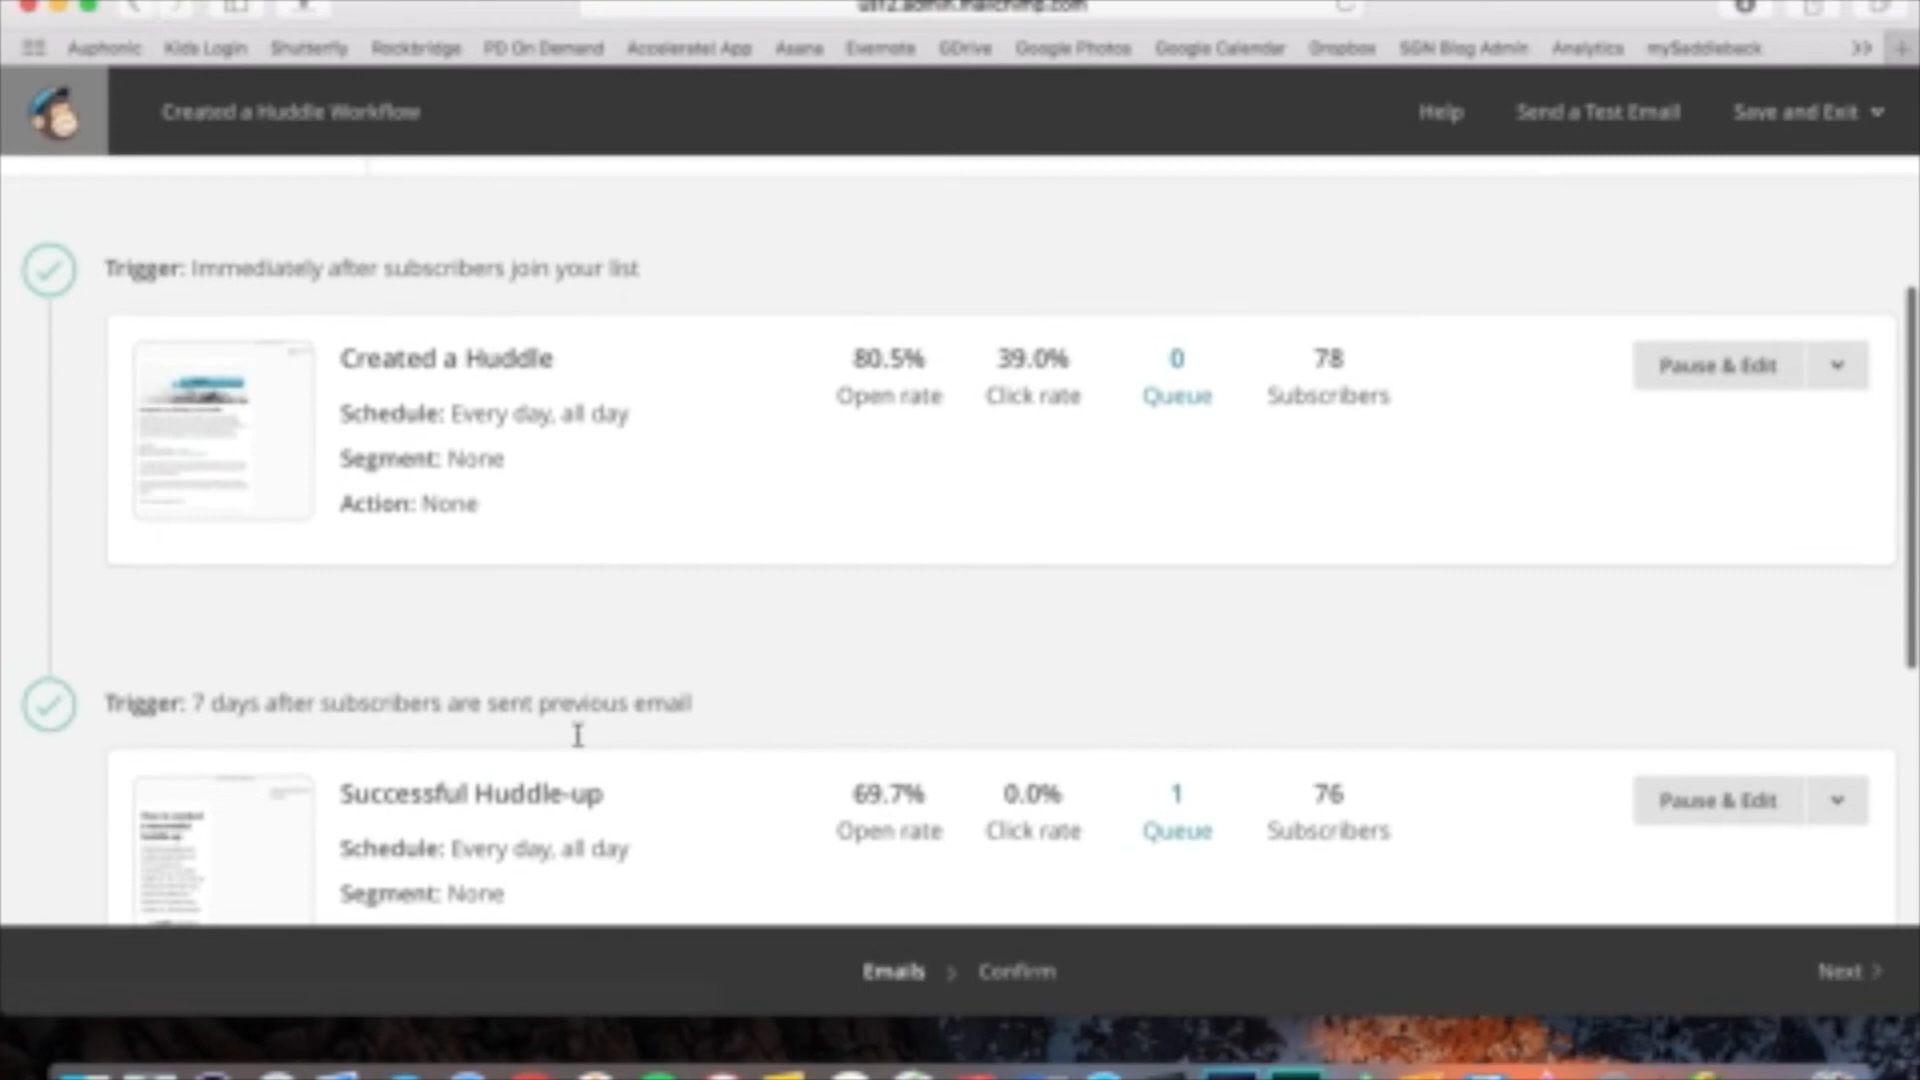 us12.admin.mailchimp.com
Auphonic Kids Login Shutterfly Rockbridge PD On Demand Acceleratel App Asana Evernote GDrive Google Photos Google Calendar Dropbox SGN Blog Admin Analytics mySaddleback
Created a Huddle Workflow Help Send a Test Email Save and Exit
Trigger: Immediately after subscribers join your list
Created a Huddle 80.5% 39.0% 0 78 Pause & Edit
Open rate Click rate Queue Subscribers
Schedule: Every day, all day
Segment: None
Action: None
Trigger: 7 days after subscribers are sent previous email
Successful Huddle-up 69.7% 0.0% 1 76 Pause & Edit
Open rate Click rate Queue Subscribers
Schedule: Every day, all day
Segment: None
Emails > Confirm Next >